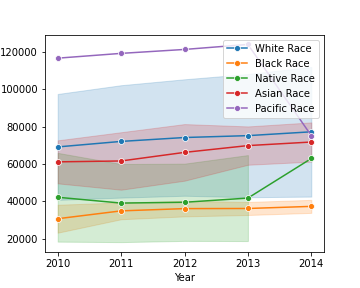 120000
100000
80000
60000
40000
20000
2010 2011 2012 2013 2014
Year
White Race
Black Race
Native Race
Asian Race
Pacific Race